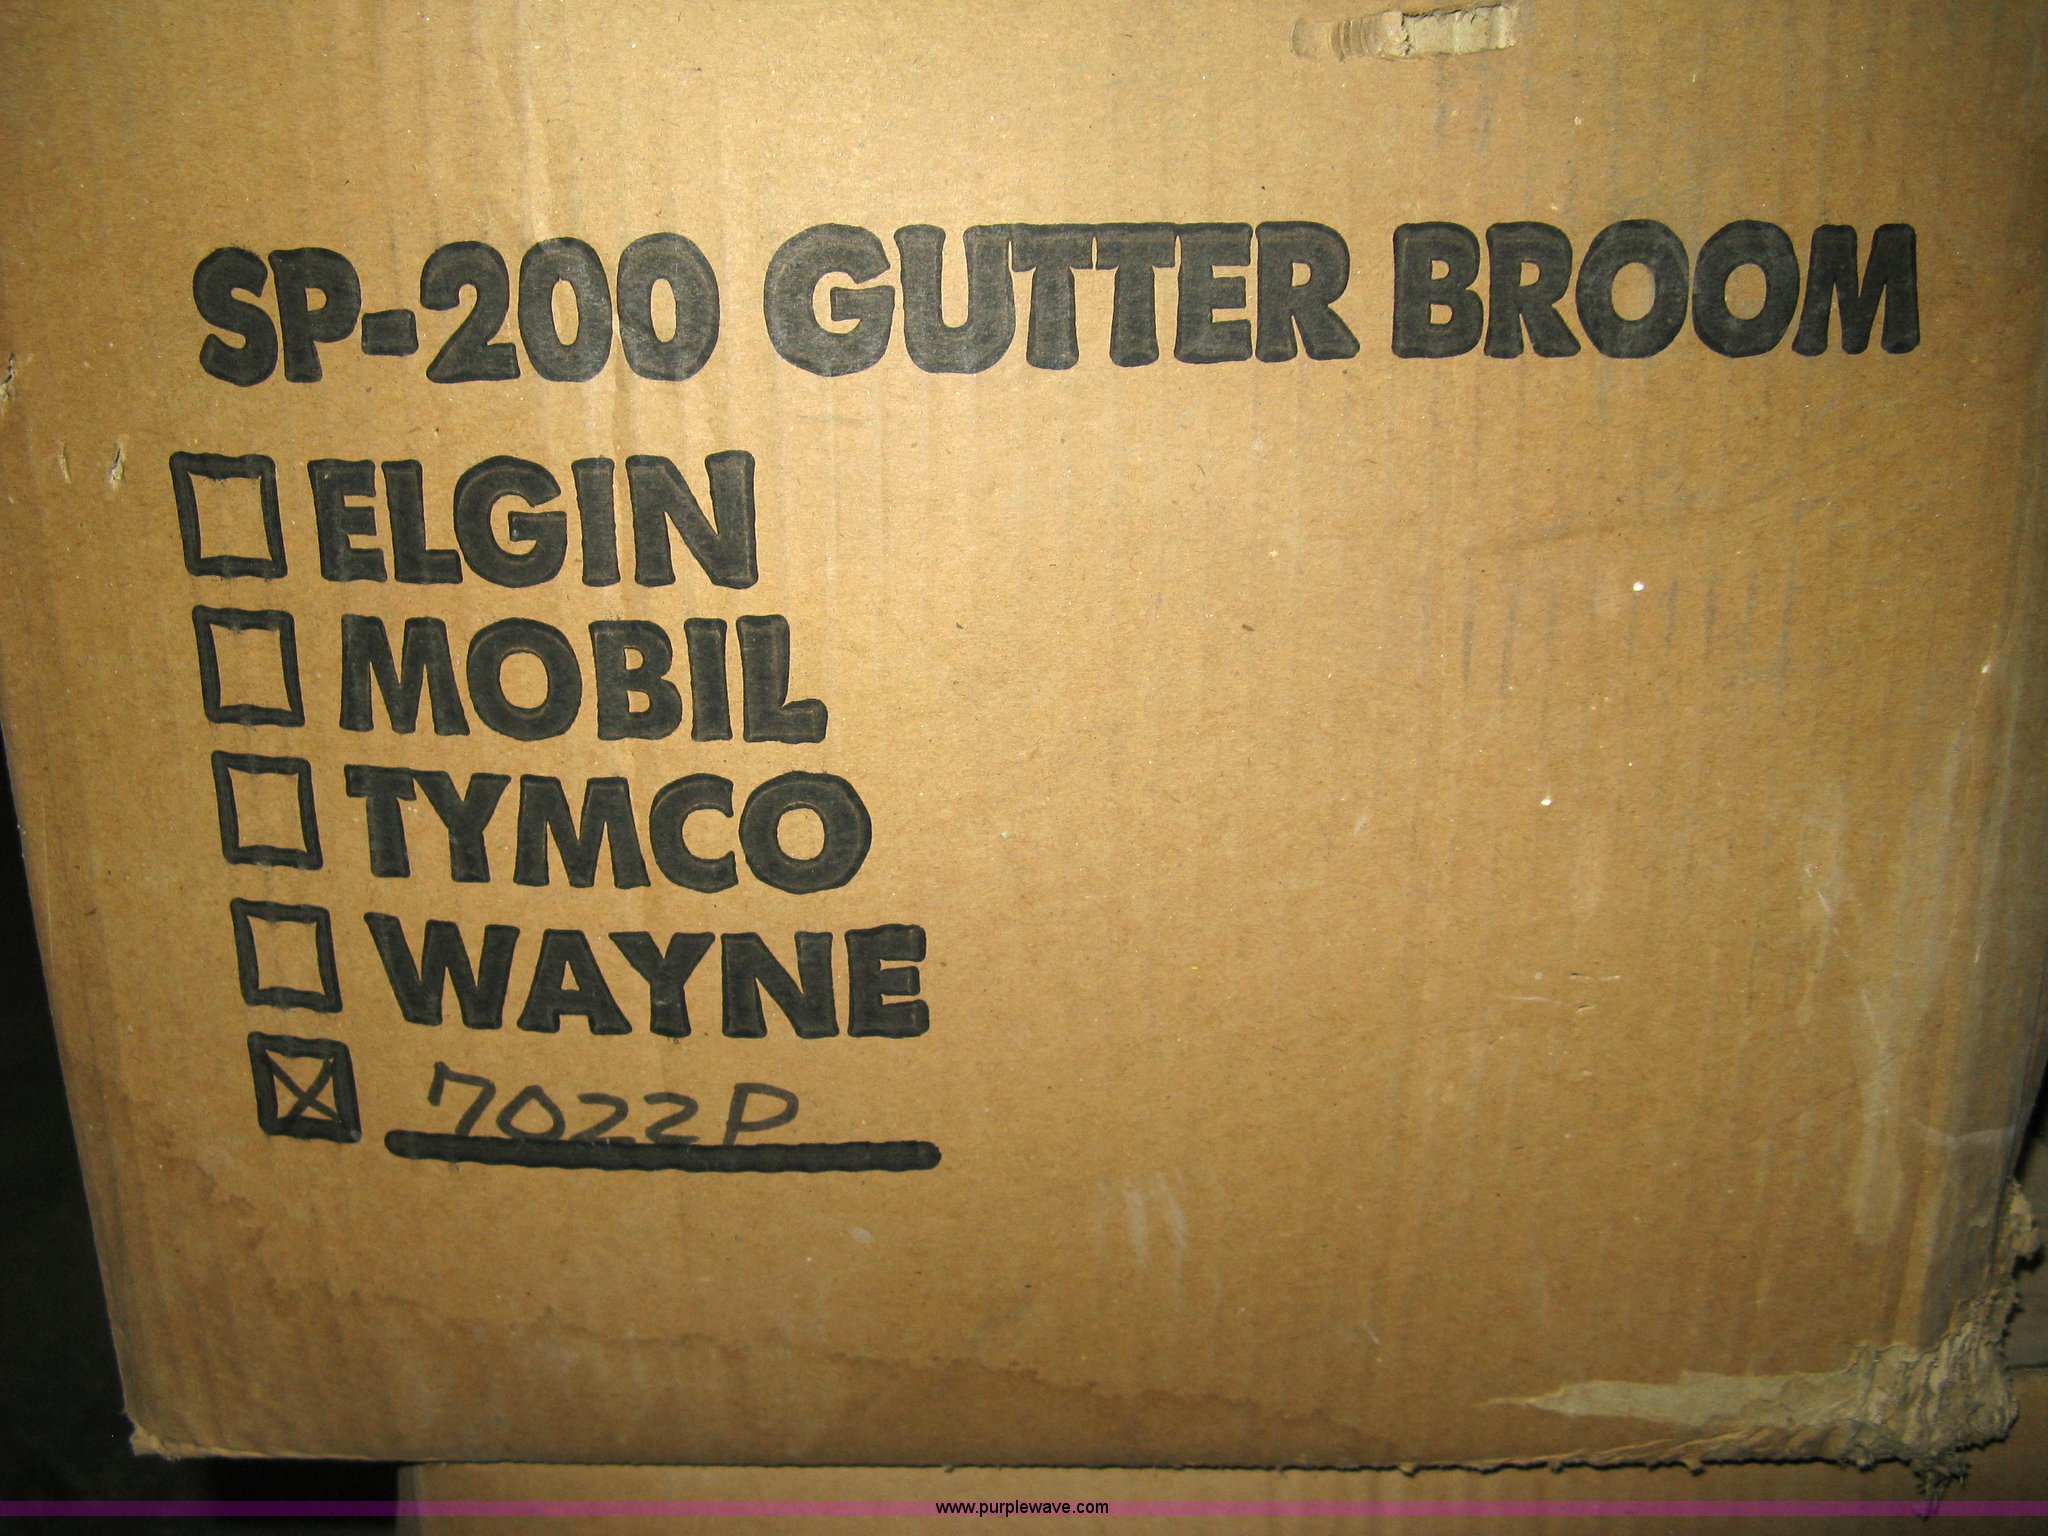 SP-200 GUTTER BROOM
ELGIN
MOBIL
TYMCO
WAYNE
7022P
www.purplewave.com